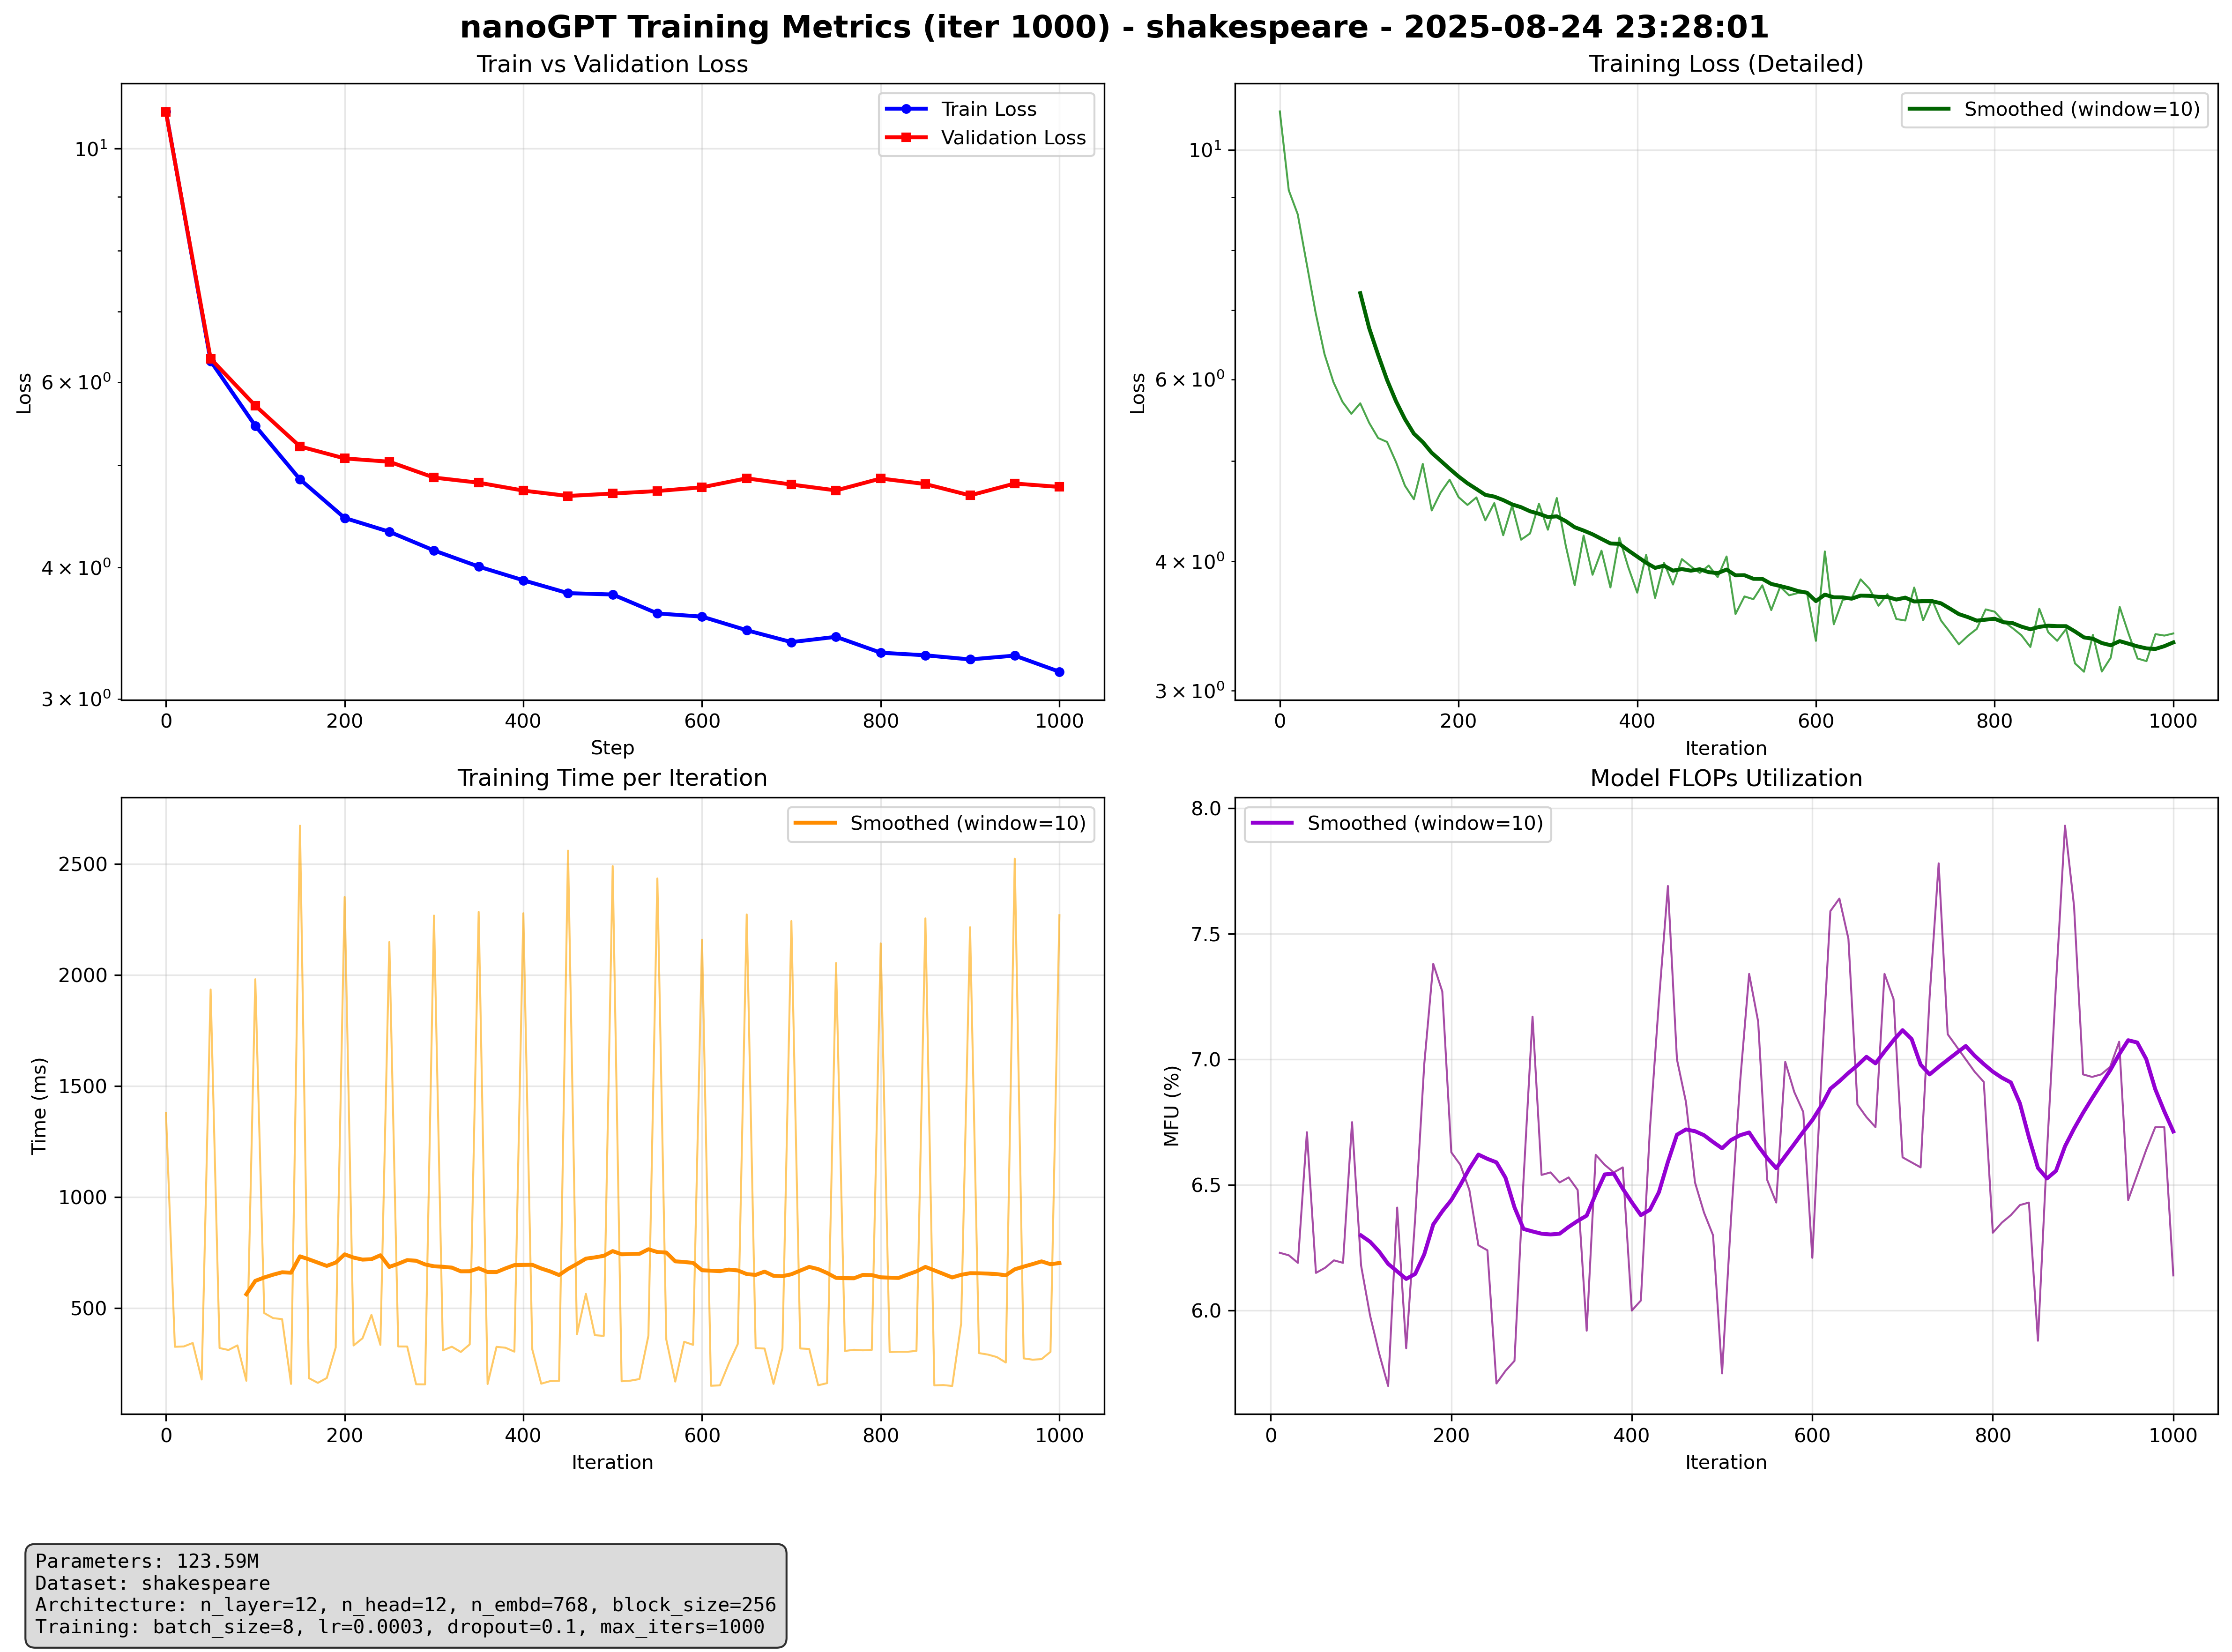 nanoGPT Training Metrics (iter 1000) - shakespeare - 2025-08-24 23:28:01
Train vs Validation Loss
Train Loss
Validation Loss
10¹
6 × 10⁰
4 × 10⁰
3 × 10⁰
Loss
0 200 400 600 800 1000
Step
Training Loss (Detailed)
Smoothed (window=10)
10¹
6 × 10⁰
4 × 10⁰
3 × 10⁰
Loss
0 200 400 600 800 1000
Iteration
Training Time per Iteration
Smoothed (window=10)
2500
2000
1500
1000
500
Time (ms)
0 200 400 600 800 1000
Iteration
Model FLOPs Utilization
Smoothed (window=10)
8.0
7.5
7.0
6.5
6.0
MFU (%)
0 200 400 600 800 1000
Iteration
Parameters: 123.59M
Dataset: shakespeare
Architecture: n_layer=12, n_head=12, n_embd=768, block_size=256
Training: batch_size=8, lr=0.0003, dropout=0.1, max_iters=1000